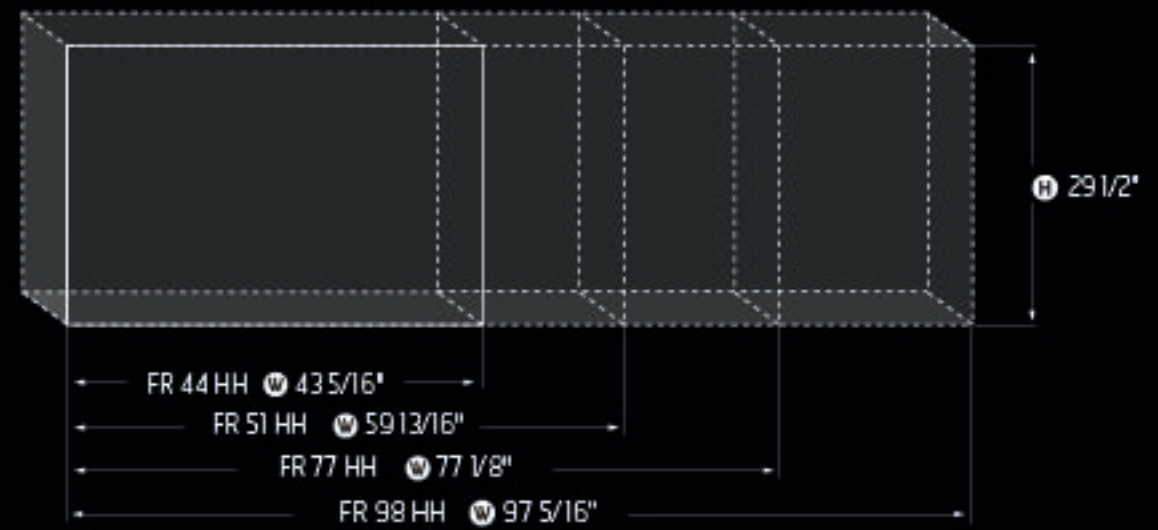 H 29 1/2"
FR 44 HH W 43 5/16"
FR 51 HH W 59 13/16"
FR 77 HH W 77 1/8"
FR 98 HH W 97 5/16"